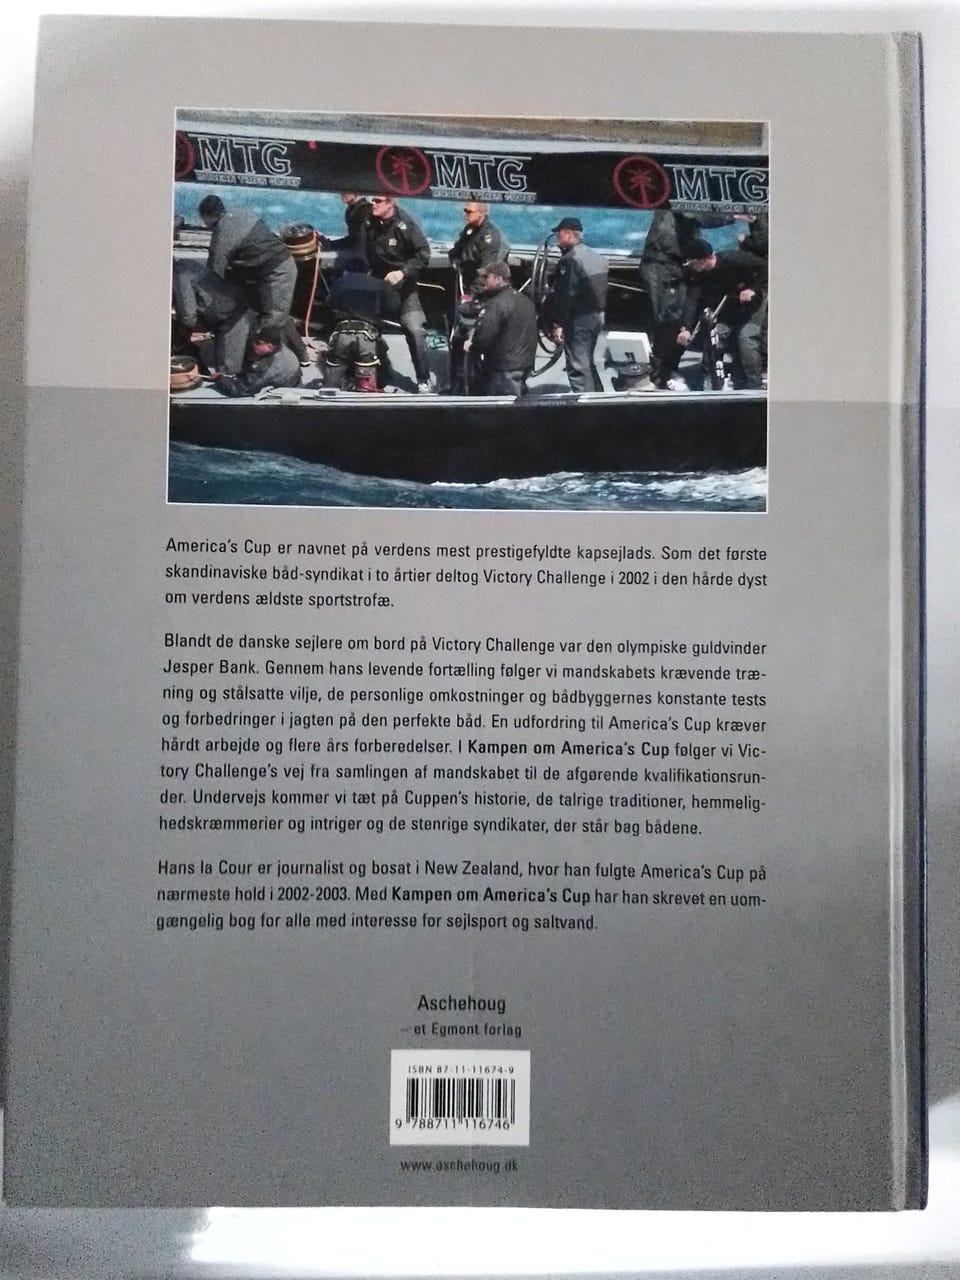 MTG
MODERN TIMES GROUP
MTG
MODERN TIMES GROUP
MTG
MODERN TIMES GROUP
America's Cup er navnet på verdens mest prestigefyldte kapsejlads. Som det første
skandinaviske båd-syndikat i to årtier deltog Victory Challenge i 2002 i den hårde dyst
om verdens ældste sportstrofæ.
Blandt de danske sejlere om bord på Victory Challenge var den olympiske guldvinder
Jesper Bank. Gennem hans levende fortælling følger vi mandskabets krævende træ-
ning og stålsatte vilje, de personlige omkostninger og bådbyggernes konstante tests
og forbedringer i jagten på den perfekte båd. En udfordring til America's Cup kræver
hårdt arbejde og flere års forberedelser. I Kampen om America's Cup følger vi Vic-
tory Challenge's vej fra samlingen af mandskabet til de afgørende kvalifikationsrun-
der. Undervejs kommer vi tæt på Cuppen's historie, de talrige traditioner, hemmelig-
hedskræmmerier og intriger og de stenrige syndikater, der står bag bådene.
Hans la Cour er journalist og bosat i New Zealand, hvor han fulgte America's Cup på
nærmeste hold i 2002-2003. Med Kampen om America's Cup har han skrevet en uom-
gængelig bog for alle med interesse for sejlsport og saltvand.
Aschehoug
– et Egmont forlag
ISBN 87-11-11674-9
9 788711 116746
www.aschehoug.dk